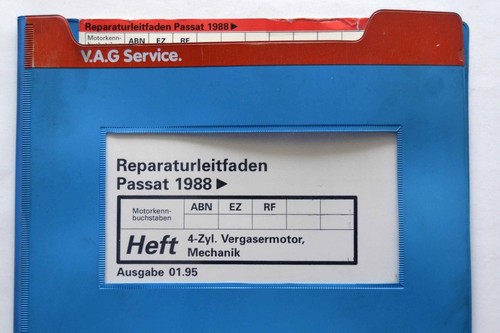 Reparaturleitfaden Passat 1988 ▶
Motorkenn-
ABN EZ RF
V.A.G Service.
Reparaturleitfaden
Passat 1988 ▶
Motorkenn-
buchstaben
ABN EZ RF
Heft
4-Zyl. Vergasermotor,
Mechanik
Ausgabe 01.95